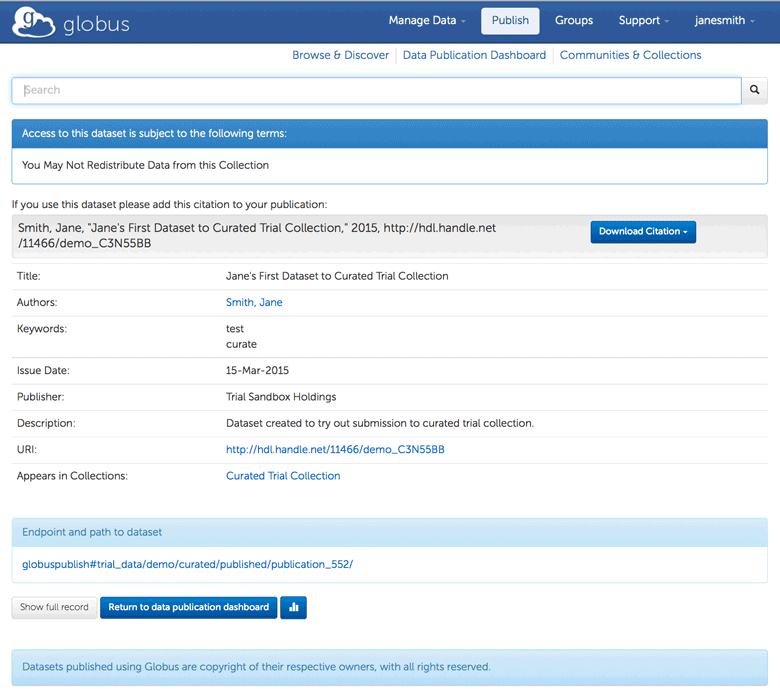 globus
Manage Data Publish Groups Support janesmith
Browse & Discover Data Publication Dashboard Communities & Collections
Search
Access to this dataset is subject to the following terms:
You May Not Redistribute Data from this Collection
If you use this dataset please add this citation to your publication:
Smith, Jane, "Jane's First Dataset to Curated Trial Collection," 2015, http://hdl.handle.net
/11466/demo_C3N55BB
Download Citation
Title: Jane's First Dataset to Curated Trial Collection
Authors: Smith, Jane
Keywords: test
curate
Issue Date: 15-Mar-2015
Publisher: Trial Sandbox Holdings
Description: Dataset created to try out submission to curated trial collection.
URI: http://hdl.handle.net/11466/demo_C3N55BB
Appears in Collections: Curated Trial Collection
Endpoint and path to dataset
globuspublish#trial_data/demo/curated/published/publication_552/
Show full record Return to data publication dashboard
Datasets published using Globus are copyright of their respective owners, with all rights reserved.